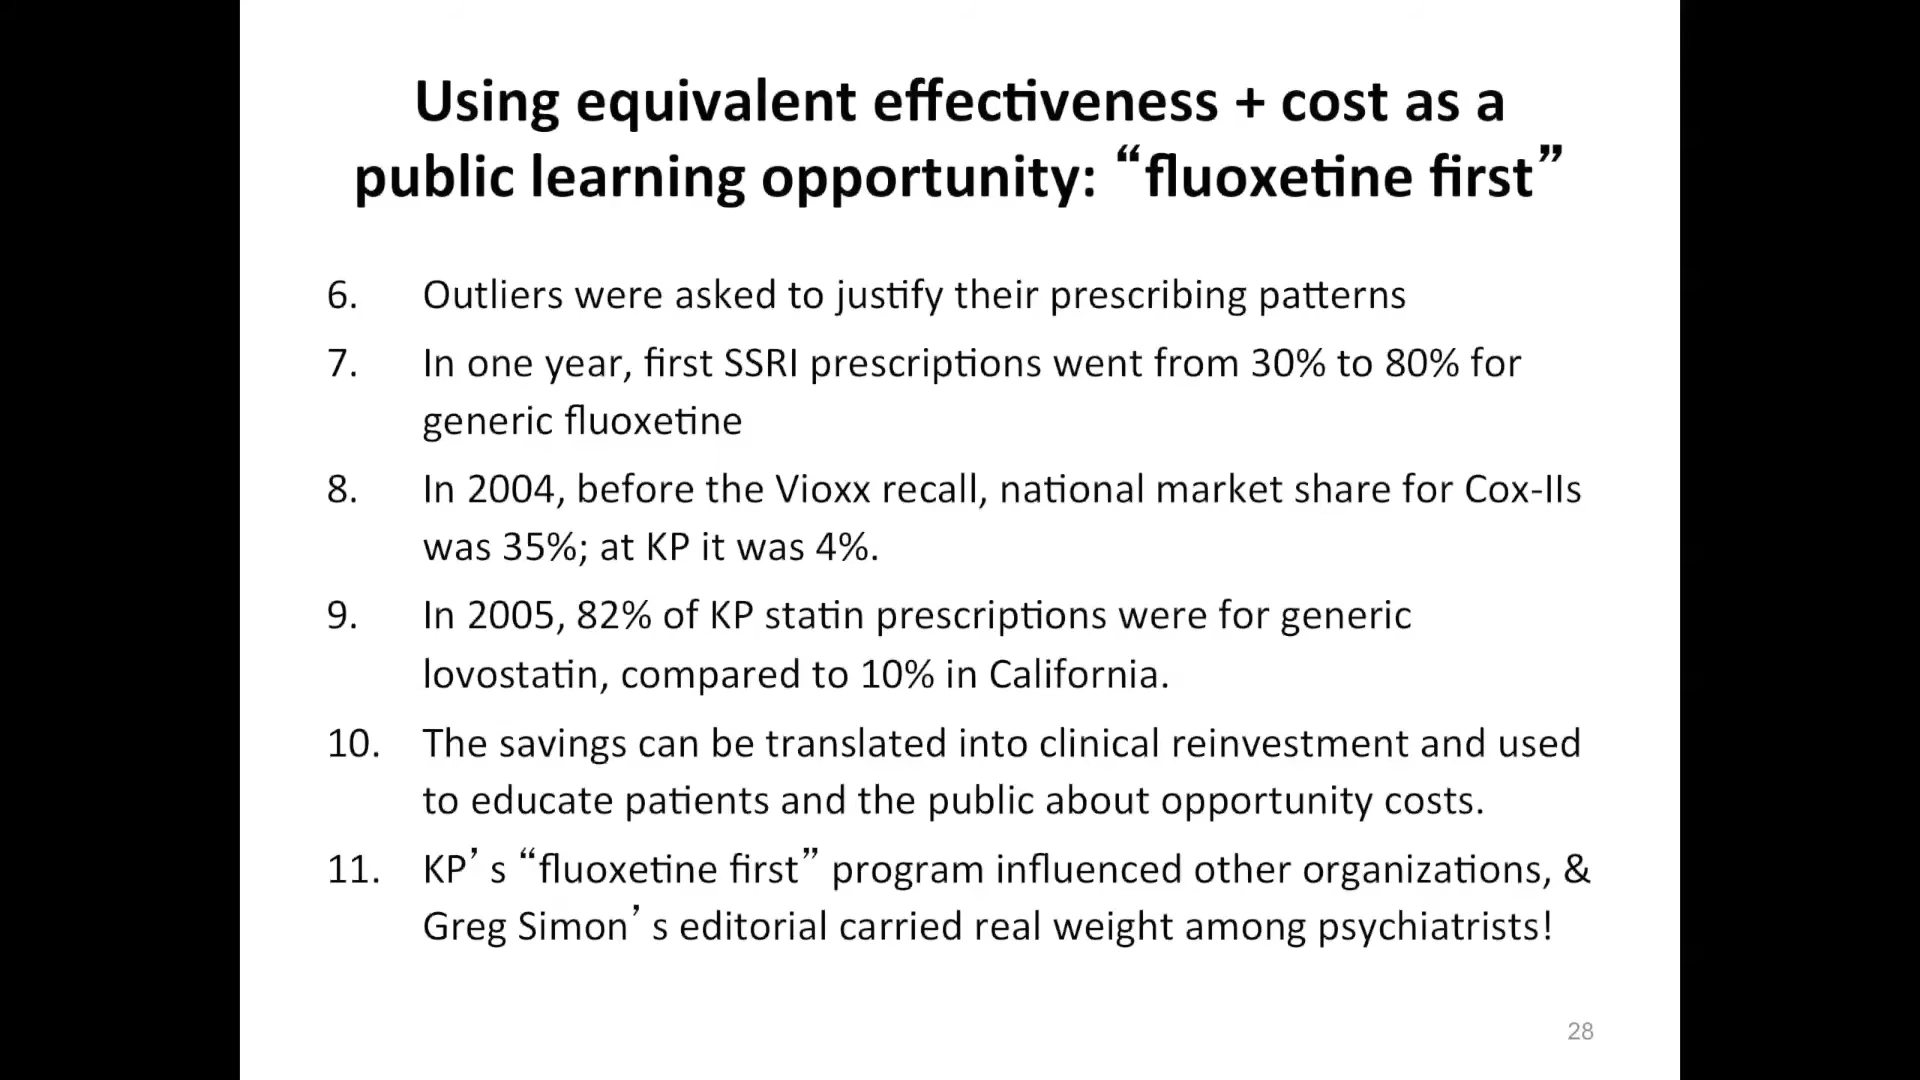 Using equivalent effectiveness + cost as a
public learning opportunity: “fluoxetine first”
6. Outliers were asked to justify their prescribing patterns
7. In one year, first SSRI prescriptions went from 30% to 80% for
generic fluoxetine
8. In 2004, before the Vioxx recall, national market share for Cox-IIs
was 35%; at KP it was 4%.
9. In 2005, 82% of KP statin prescriptions were for generic
lovostatin, compared to 10% in California.
10. The savings can be translated into clinical reinvestment and used
to educate patients and the public about opportunity costs.
11. KP’s “fluoxetine first” program influenced other organizations, &
Greg Simon’s editorial carried real weight among psychiatrists!
28